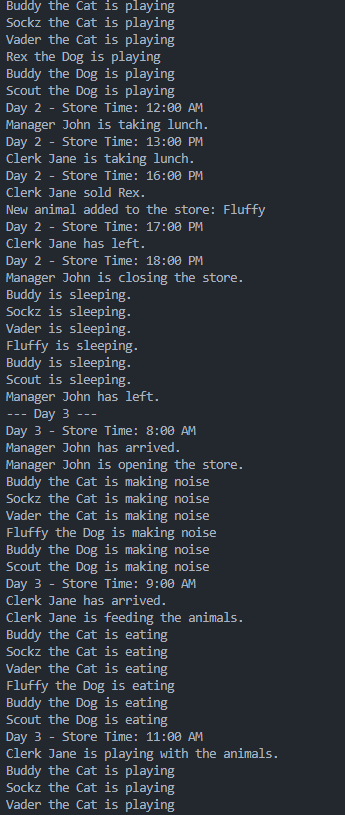 Buddy the Cat is playing
Sockz the Cat is playing
Vader the Cat is playing
Rex the Dog is playing
Buddy the Dog is playing
Scout the Dog is playing
Day 2 - Store Time: 12:00 AM
Manager John is taking lunch.
Day 2 - Store Time: 13:00 PM
Clerk Jane is taking lunch.
Day 2 - Store Time: 16:00 PM
Clerk Jane sold Rex.
New animal added to the store: Fluffy
Day 2 - Store Time: 17:00 PM
Clerk Jane has left.
Day 2 - Store Time: 18:00 PM
Manager John is closing the store.
Buddy is sleeping.
Sockz is sleeping.
Vader is sleeping.
Fluffy is sleeping.
Buddy is sleeping.
Scout is sleeping.
Manager John has left.
--- Day 3 ---
Day 3 - Store Time: 8:00 AM
Manager John has arrived.
Manager John is opening the store.
Buddy the Cat is making noise
Sockz the Cat is making noise
Vader the Cat is making noise
Fluffy the Dog is making noise
Buddy the Dog is making noise
Scout the Dog is making noise
Day 3 - Store Time: 9:00 AM
Clerk Jane has arrived.
Clerk Jane is feeding the animals.
Buddy the Cat is eating
Sockz the Cat is eating
Vader the Cat is eating
Fluffy the Dog is eating
Buddy the Dog is eating
Scout the Dog is eating
Day 3 - Store Time: 11:00 AM
Clerk Jane is playing with the animals.
Buddy the Cat is playing
Sockz the Cat is playing
Vader the Cat is playing